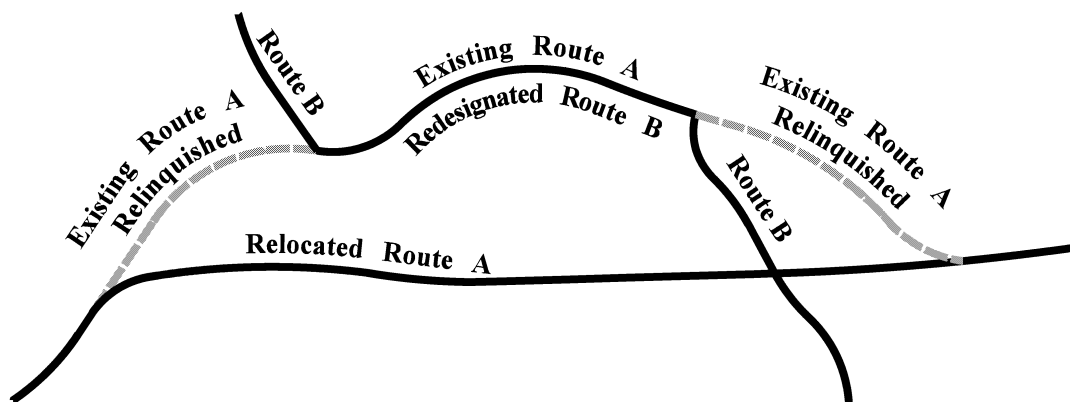 Route B
Existing Route A
Redesignated Route B
Existing Route A
Relinquished
Existing Route A
Relinquished
Route B
Relocated Route A